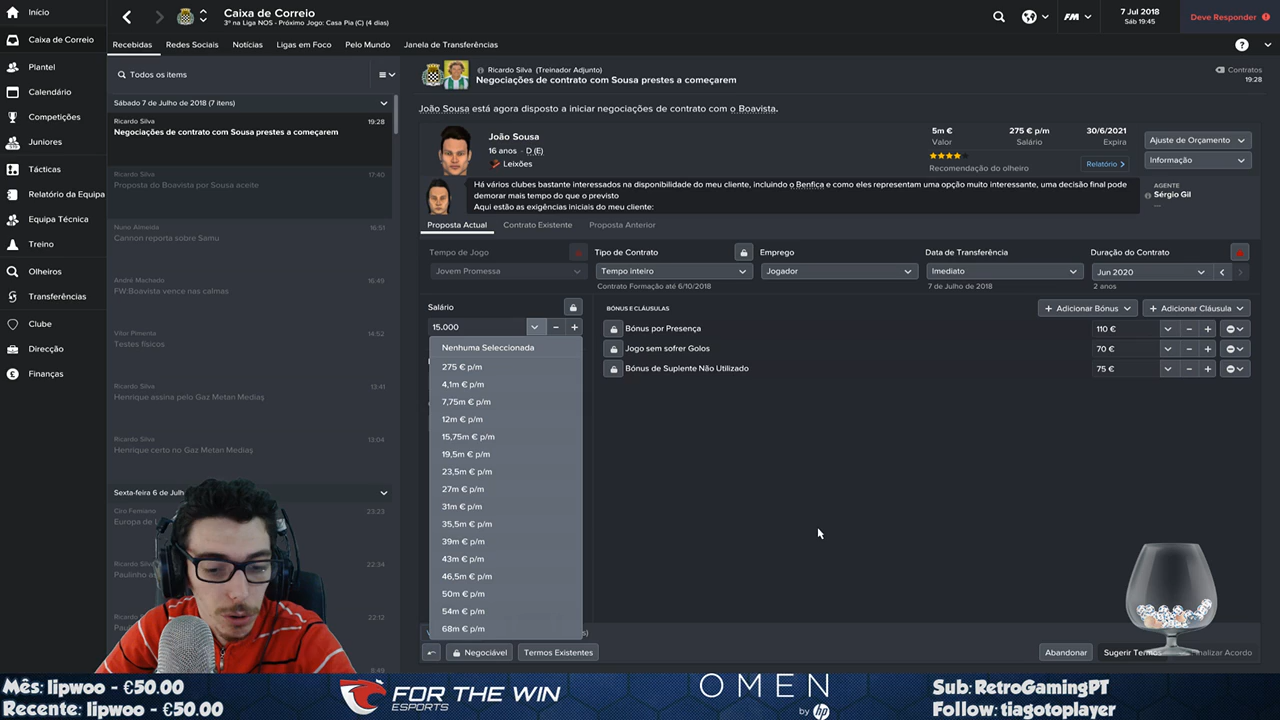 Início
Caixa de Correio
Plantel
Calendário
Competições
Juniores
Tácticas
Relatório da Equipa
Equipa Técnica
Treino
Olheiros
Transferências
Clube
Direcção
Finanças
Caixa de Correio
3º na Liga NOS - Próximo Jogo: Casa Pia (C) (4 dias)
FM
7 Jul 2018
Sáb 19:45
Deve Responder
Recebidas
Redes Sociais
Notícias
Ligas em Foco
Pelo Mundo
Janela de Transferências
Todos os items
Sábado 7 de Julho de 2018 (7 itens)
Ricardo Silva
19:28
Negociações de contrato com Sousa prestes a começarem
Ricardo Silva
17:40
Proposta do Boavista por Sousa aceite
Nuno Almeida
16:51
Cannon reporta sobre Samu
André Machado
16:49
FW:Boavista vence nas calmas
Vitur Pimenta
14:52
Testes físicos
Ricardo Silva
13:41
Henrique assina pelo Gaz Metan Mediaş
Ricardo Silva
13:04
Henrique certo no Gaz Metan Mediaş
Sexta-feira 6 de Julh
Ciro Femiano
23:23
Europa de
Ricardo Silva
22:34
Paulinho as
Ricardo Silva
22:12
Ricardo Silva (Treinador Adjunto)
Negociações de contrato com Sousa prestes a começarem
Contratos
19:28
João Sousa está agora disposto a iniciar negociações de contrato com o Boavista.
João Sousa
16 anos - D (E)
Leixões
5m €
Valor
275 € p/m
Salário
30/6/2021
Expira
Recomendação do olheiro
Relatório
Ajuste de Orçamento
Informação
Há vários clubes bastante interessados na disponibilidade do meu cliente, incluindo o Benfica e como eles representam uma opção muito interessante, uma decisão final pode
demorar mais tempo do que o previsto
Aqui estão as exigências iniciais do meu cliente:
AGENTE
Sérgio Gil
Proposta Actual
Contrato Existente
Proposta Anterior
Tempo de Jogo
Jovem Promessa
Tipo de Contrato
Tempo inteiro
Contrato Formação até 6/10/2018
Emprego
Jogador
Data de Transferência
Imediato
7 de Julho de 2018
Duração do Contrato
Jun 2020
2 anos
Salário
15.000
Nenhuma Seleccionada
275 € p/m
4,1m € p/m
7,75m € p/m
12m € p/m
15,75m € p/m
19,5m € p/m
23,5m € p/m
27m € p/m
31m € p/m
35,5m € p/m
39m € p/m
43m € p/m
46,5m € p/m
50m € p/m
54m € p/m
68m € p/m
BÓNUS E CLÁUSULAS
+ Adicionar Bónus
+ Adicionar Cláusula
Bónus por Presença
110 €
Jogo sem sofrer Golos
70 €
Bónus de Suplente Não Utilizado
75 €
Negociável
Termos Existentes
Abandonar
Sugerir Termos
Finalizar Acordo
Mês: lipwoo - €50.00
Recente: lipwoo - €50.00
FOR THE WIN
ESPORTS
OMEN
by hp
Sub: RetroGamingPT
Follow: tiagotoplayer